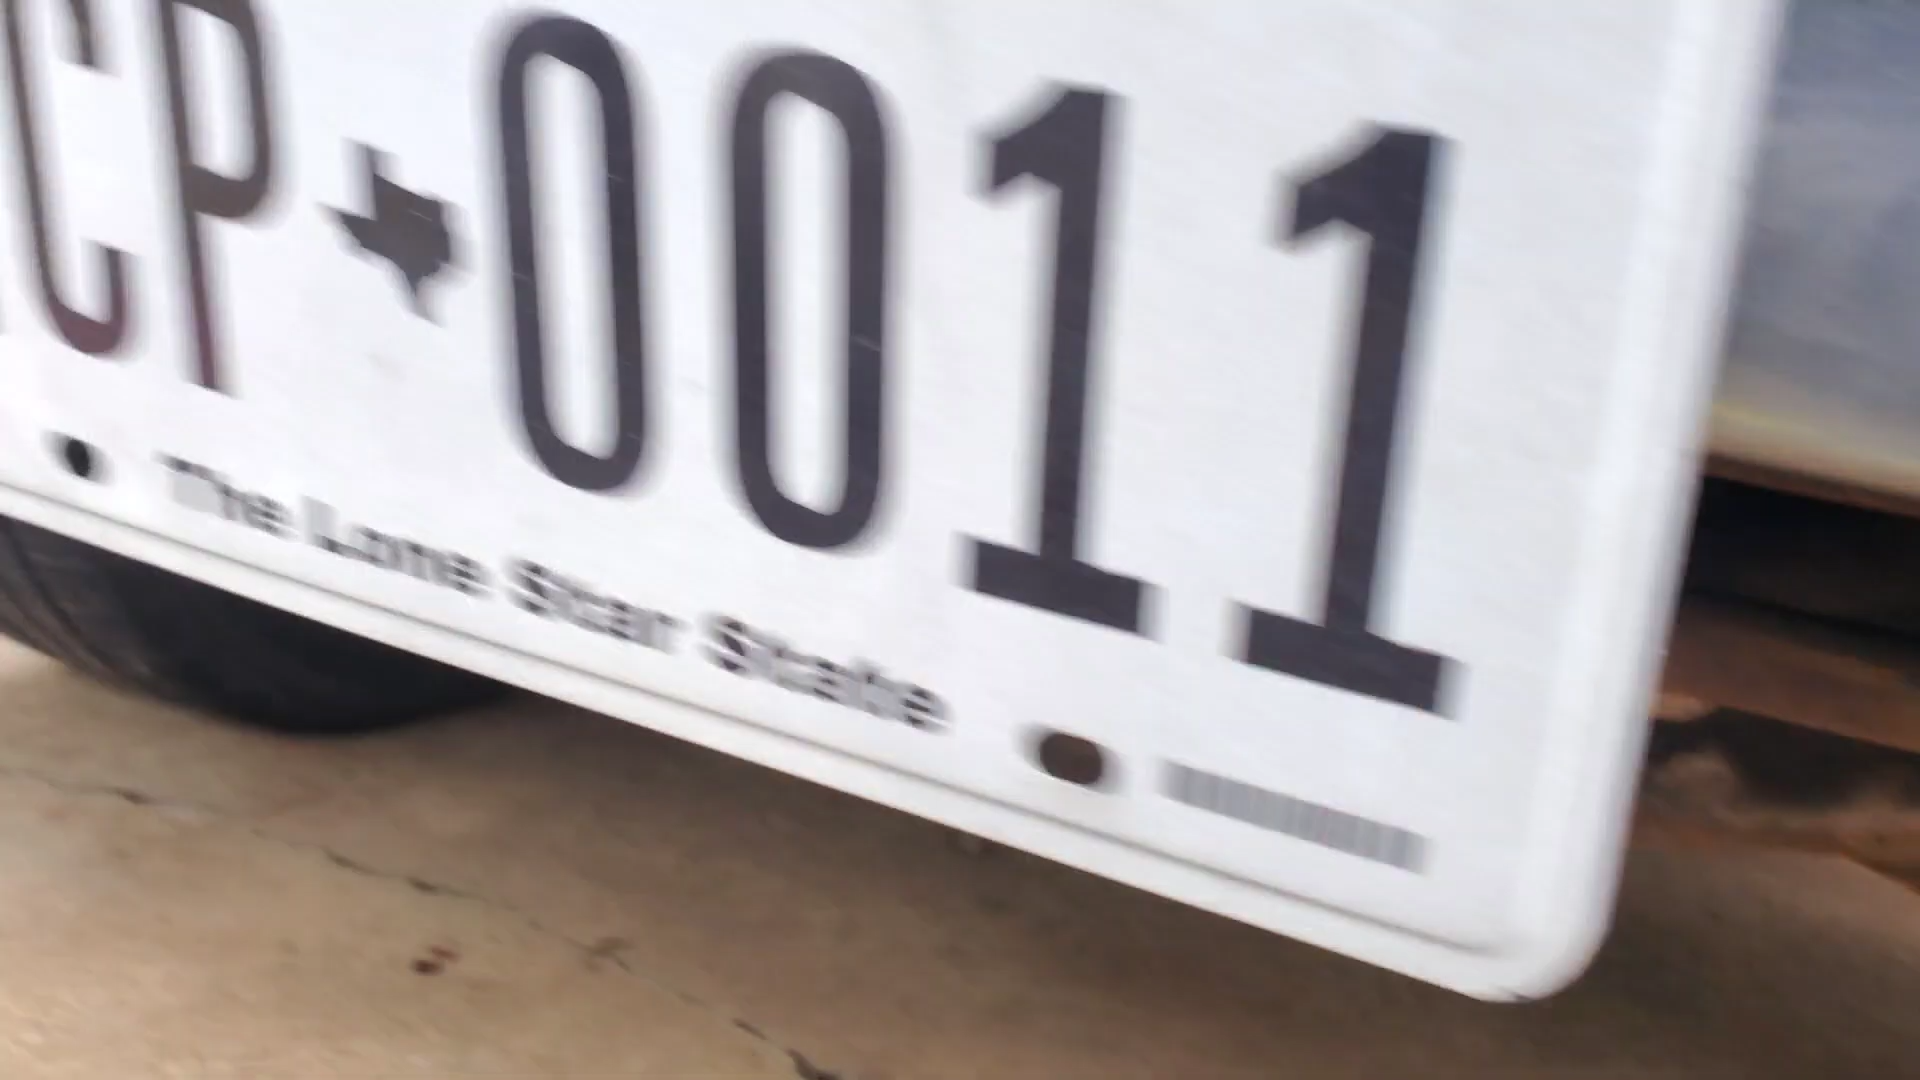 CP 0011
The Lone Star State